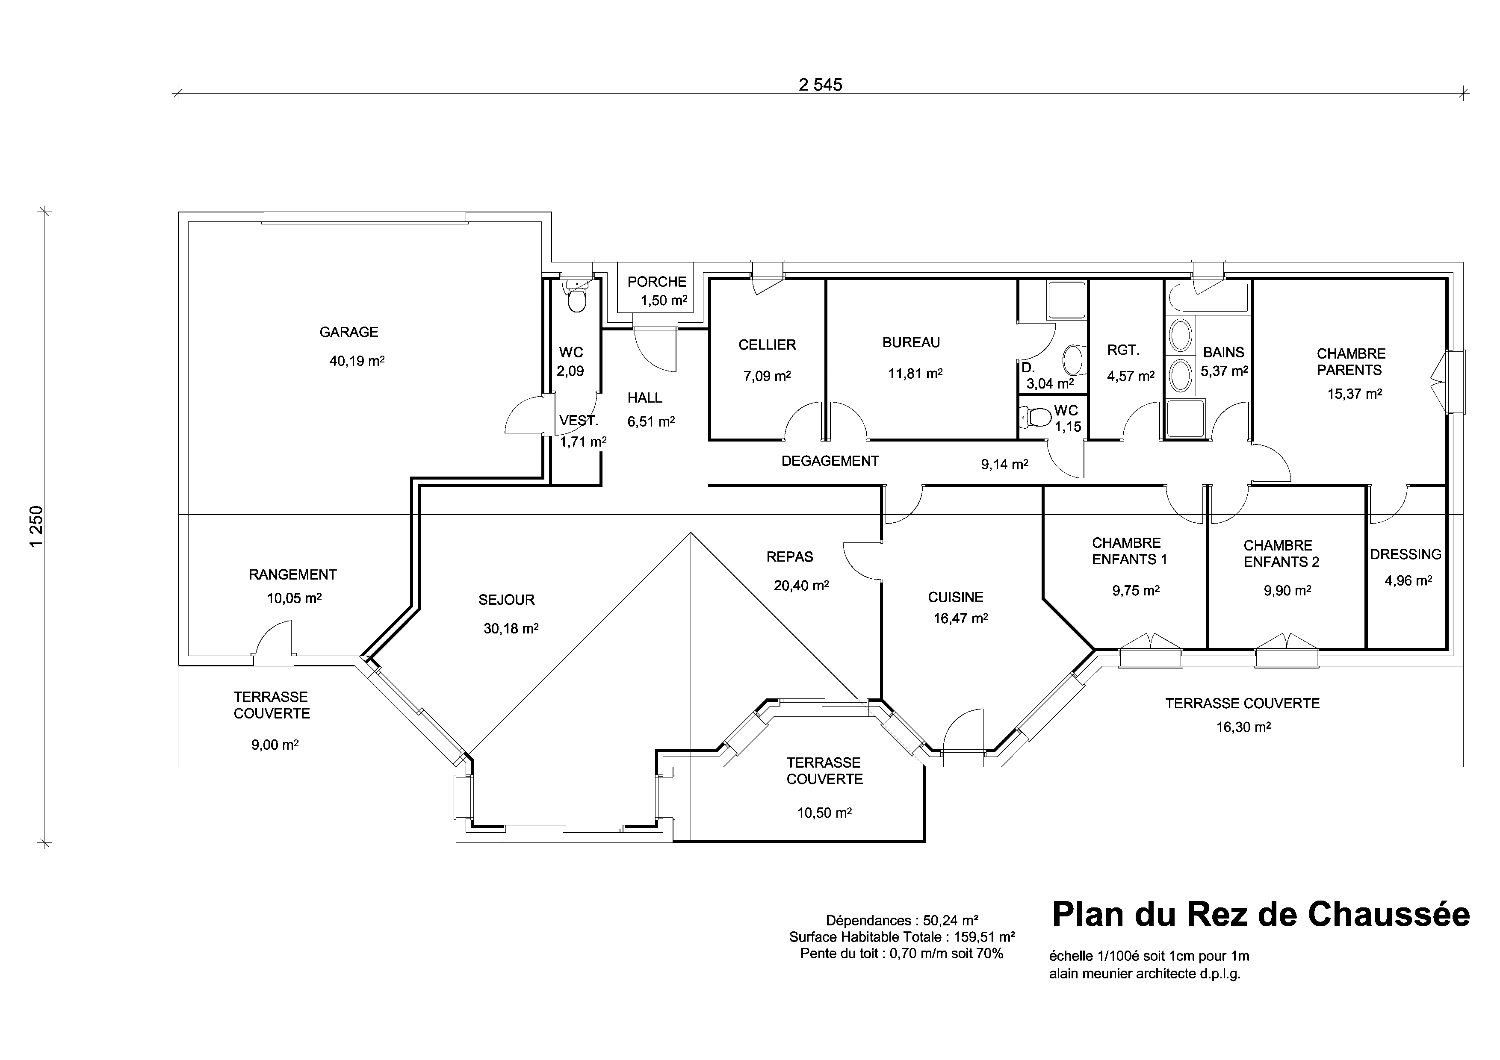 2 545
1 250
PORCHE
1,50 m²
GARAGE
40,19 m²
WC
2,09
VEST.
1,71 m²
HALL
6,51 m²
CELLIER
7,09 m²
BUREAU
11,81 m²
D.
3,04 m²
WC
1,15
RGT.
4,57 m²
BAINS
5,37 m²
CHAMBRE
PARENTS
15,37 m²
DEGAGEMENT
9,14 m²
RANGEMENT
10,05 m²
SEJOUR
30,18 m²
REPAS
20,40 m²
CUISINE
16,47 m²
CHAMBRE
ENFANTS 1
9,75 m²
CHAMBRE
ENFANTS 2
9,90 m²
DRESSING
4,96 m²
TERRASSE
COUVERTE
9,00 m²
TERRASSE
COUVERTE
10,50 m²
TERRASSE COUVERTE
16,30 m²
Dépendances : 50,24 m²
Surface Habitable Totale : 159,51 m²
Pente du toit : 0,70 m/m soit 70%
Plan du Rez de Chaussée
échelle 1/100é soit 1cm pour 1m
alain meunier architecte d.p.l.g.